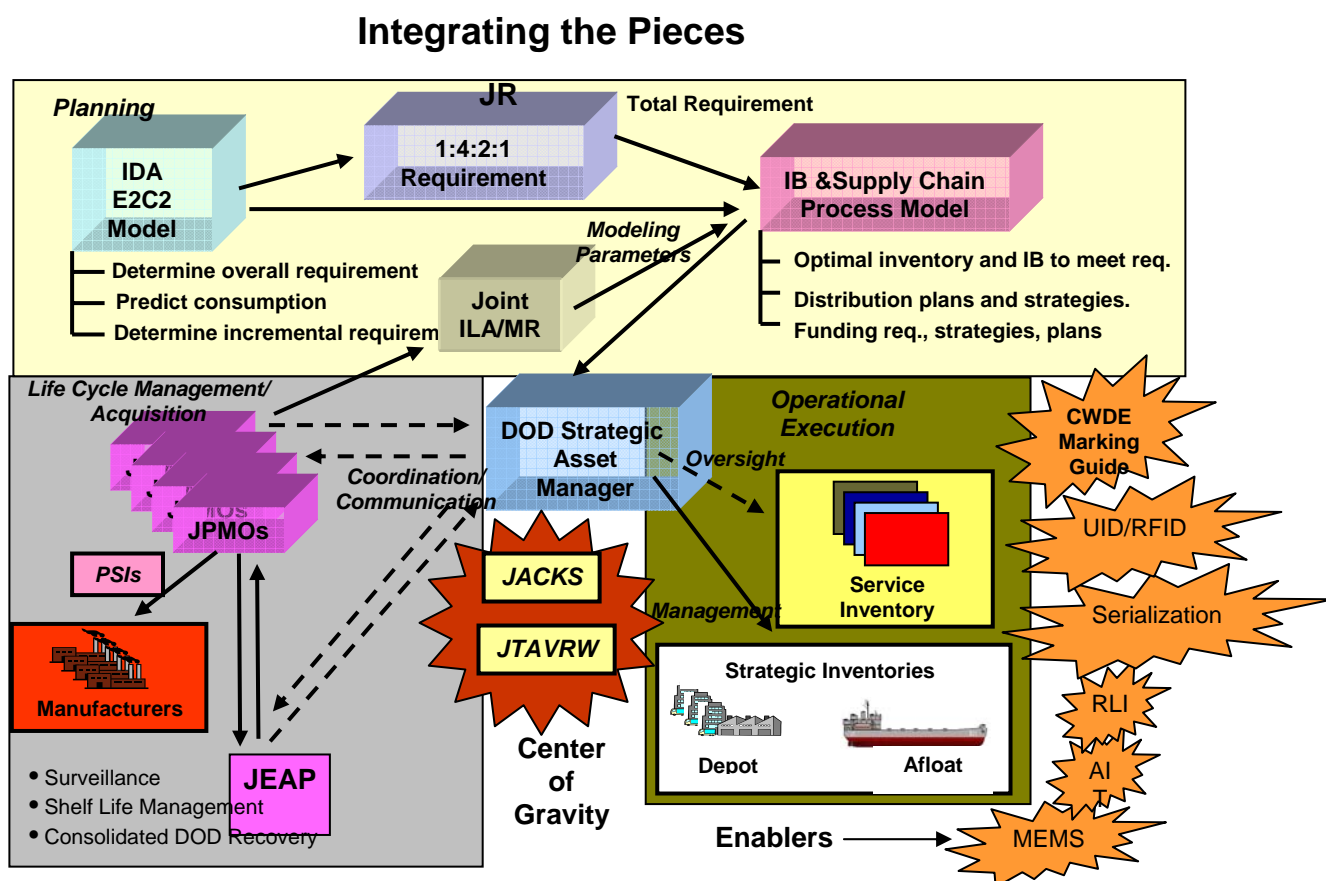 Integrating the Pieces
Planning
JR
Total Requirement
IDA
E2C2
Model
1:4:2:1
Requirement
IB &Supply Chain
Process Model
Modeling
Parameters
Determine overall requirement
Predict consumption
Determine incremental requirem
Joint
ILA/MR
Optimal inventory and IB to meet req.
Distribution plans and strategies.
Funding req., strategies, plans
Life Cycle Management/
Acquisition
JPMOs
Coordination/
Communication
DOD Strategic
Asset
Manager
Operational
Execution
Oversight
Service
Inventory
Management
PSIs
Manufacturers
JACKS
JTAVRW
Center
of
Gravity
Strategic Inventories
Depot
Afloat
JEAP
• Surveillance
• Shelf Life Management
• Consolidated DOD Recovery
CWDE
Marking
Guide
UID/RFID
Serialization
RLI
AI
T
MEMS
Enablers